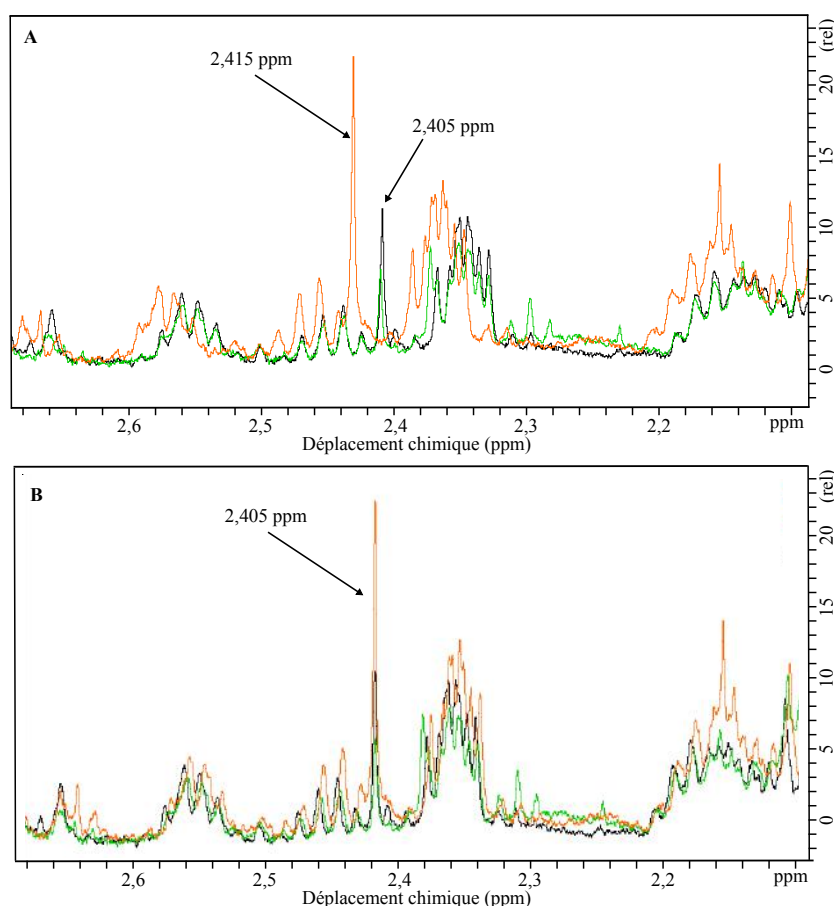 A
2,415 ppm
2,405 ppm
(rel)
20
15
10
5
0
2,6
2,5
2,4
2,3
2,2
ppm
Déplacement chimique (ppm)
B
2,405 ppm
(rel)
20
15
10
5
0
2,6
2,5
2,4
2,3
2,2
ppm
Déplacement chimique (ppm)